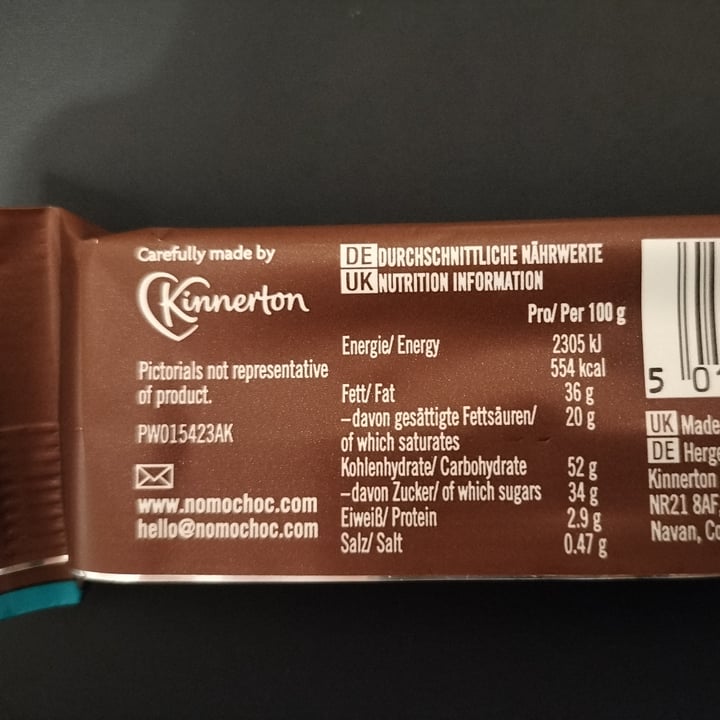 Carefully made by
Kinnerton
Pictorials not representative
of product.
PW015423AK
www.nomochoc.com
hello@nomochoc.com
DE DURCHSCHNITTLICHE NÄHRWERTE
UK NUTRITION INFORMATION
Pro/ Per 100 g
Energie/ Energy 2305 kJ
554 kcal
Fett/ Fat 36 g
–davon gesättigte Fettsäuren/ 20 g
of which saturates
Kohlenhydrate/ Carbohydrate 52 g
–davon Zucker/ of which sugars 34 g
Eiweiß/ Protein 2.9 g
Salz/ Salt 0.47 g
5 0
UK Made
DE Herge
Kinnerton
NR21 8AF,
Navan, Co